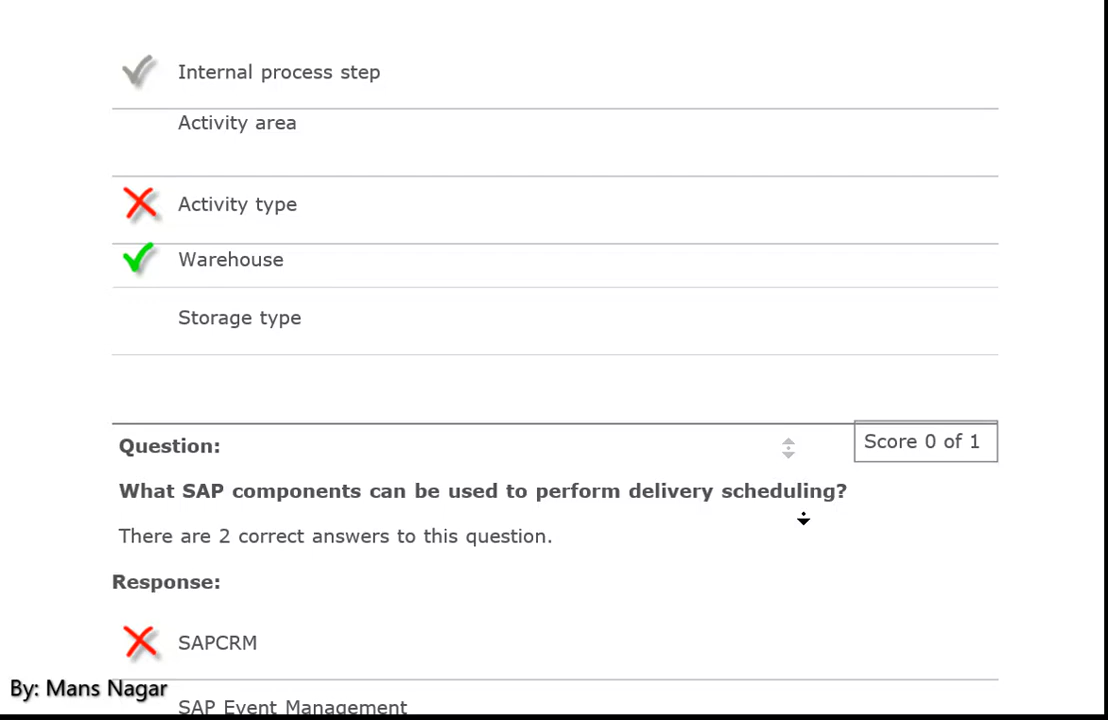 Internal process step
Activity area
Activity type
Warehouse
Storage type
Question:
Score 0 of 1
What SAP components can be used to perform delivery scheduling?
There are 2 correct answers to this question.
Response:
SAPCRM
By: Mans Nagar
SAP Event Management